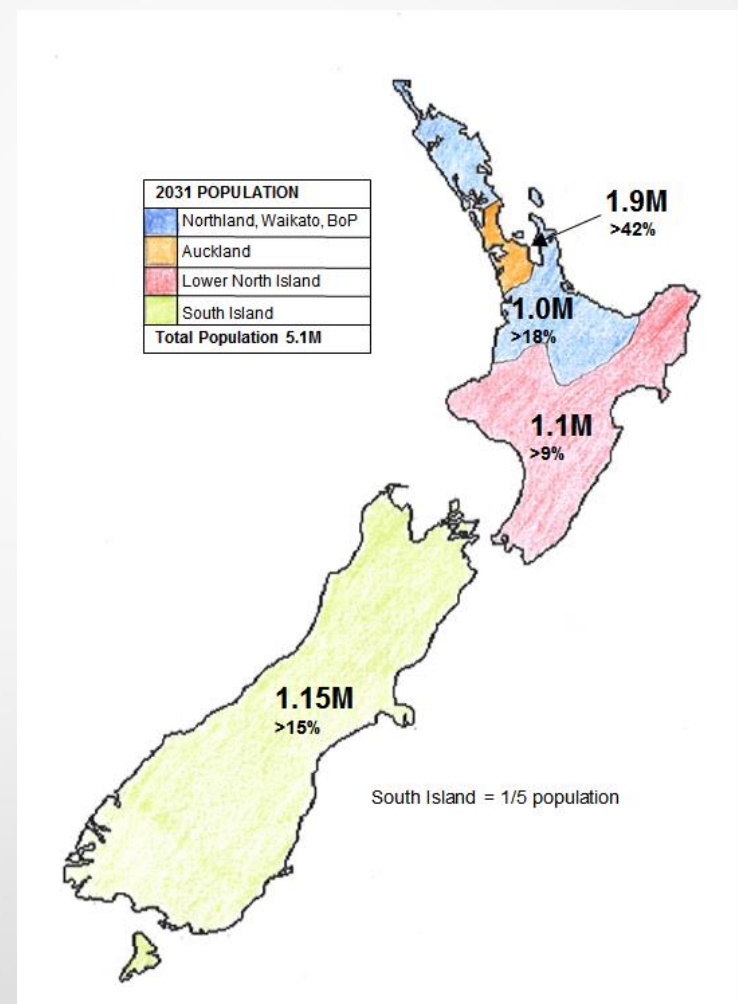 2031 POPULATION
Northland, Waikato, BoP
Auckland
Lower North Island
South Island
Total Population 5.1M
1.9M
>42%
1.0M
>18%
1.1M
>9%
1.15M
>15%
South Island = 1/5 population